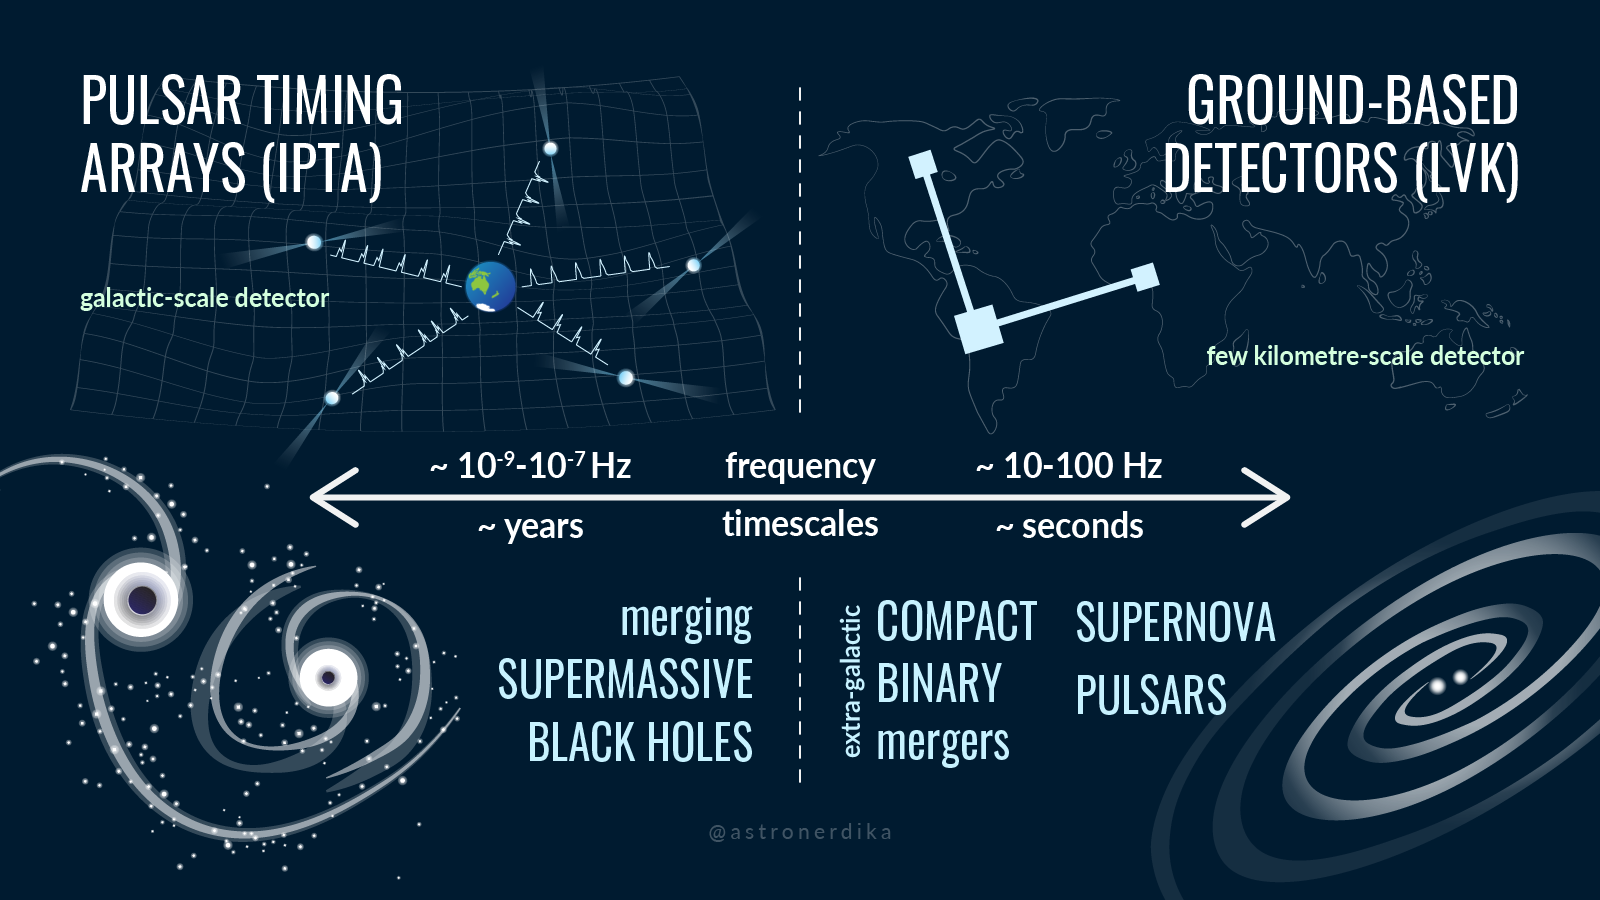 PULSAR TIMING
ARRAYS (IPTA)
galactic-scale detector
GROUND-BASED
DETECTORS (LVK)
few kilometre-scale detector
~ 10⁻⁹-10⁻⁷ Hz
frequency
~ 10-100 Hz
~ years
timescales
~ seconds
merging
SUPERMASSIVE
BLACK HOLES
extra-galactic
COMPACT
BINARY
mergers
SUPERNOVA
PULSARS
@astronerdika